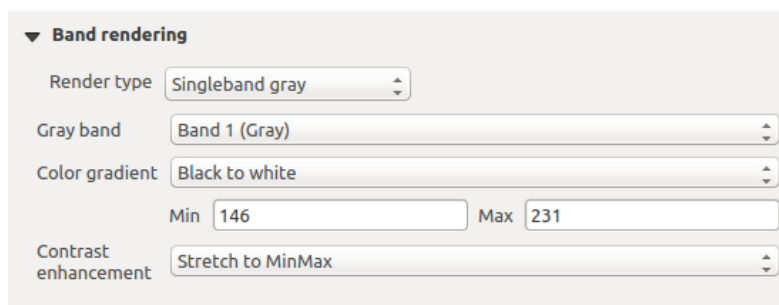 Band rendering
Render type Singleband gray
Gray band Band 1 (Gray)
Color gradient Black to white
Min 146 Max 231
Contrast
enhancement Stretch to MinMax